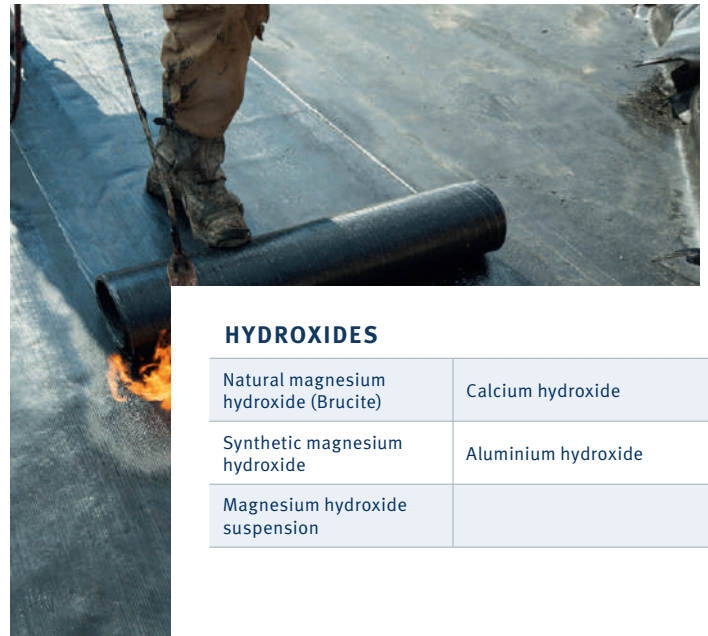 HYDROXIDES
Natural magnesium
hydroxide (Brucite)
Calcium hydroxide
Synthetic magnesium
hydroxide
Aluminium hydroxide
Magnesium hydroxide
suspension